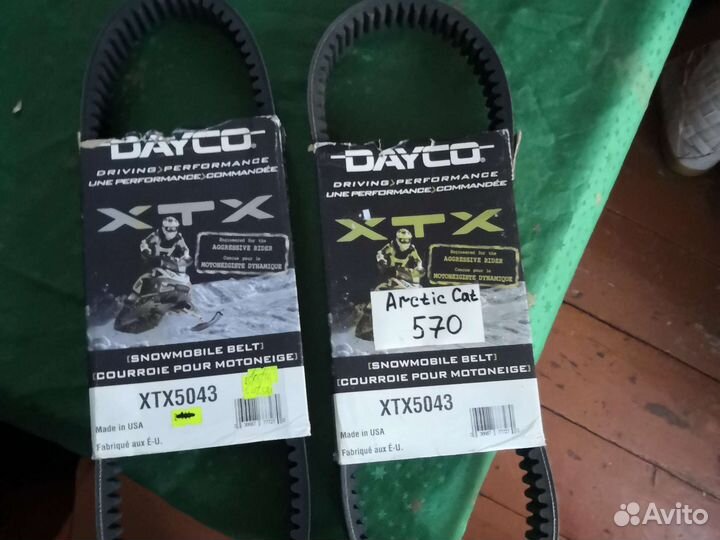 DAYCO
DRIVING>PERFORMANCE
UNE PERFORMANCE>COMMANDÉE
XTX
Engineered for the
AGGRESSIVE RIDER
Concue pour le
MOTONEIGISTE DYNAMIQUE
(SNOWMOBILE BELT)
(COURROIE POUR MOTONEIGE)
XTX5043
Made in USA
Fabriqué aux É-U.
DAYCO
DRIVING>PERFORMANCE
UNE PERFORMANCE>COMMANDÉE
XTX
Engineered for the
AGGRESSIVE RIDER
Concue pour le
MOTONEIGISTE DYNAMIQUE
Arctic Cat
570
(SNOWMOBILE BELT)
(COURROIE POUR MOTONEIGE)
XTX5043
Made in USA
Fabriqué aux É-U.
Avito